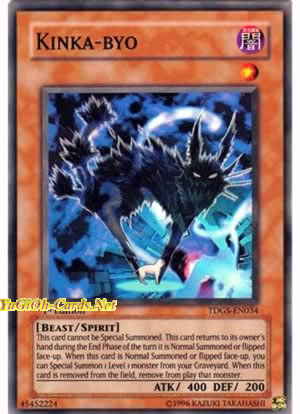 KINKA-BYO
闇
YuGiOh-Cards.Net
TDGS-EN034
[BEAST/SPIRIT]
This card cannot be Special Summoned. This card returns to its owner's
hand during the End Phase of the turn it is Normal Summoned or flipped
face-up. When this card is Normal Summoned or flipped face-up, you
can Special Summon 1 Level 1 monster from your Graveyard. When this
card is removed from the field, remove from play that monster.
ATK/ 400 DEF/ 200
45452224
©1996 KAZUKI TAKAHASHI